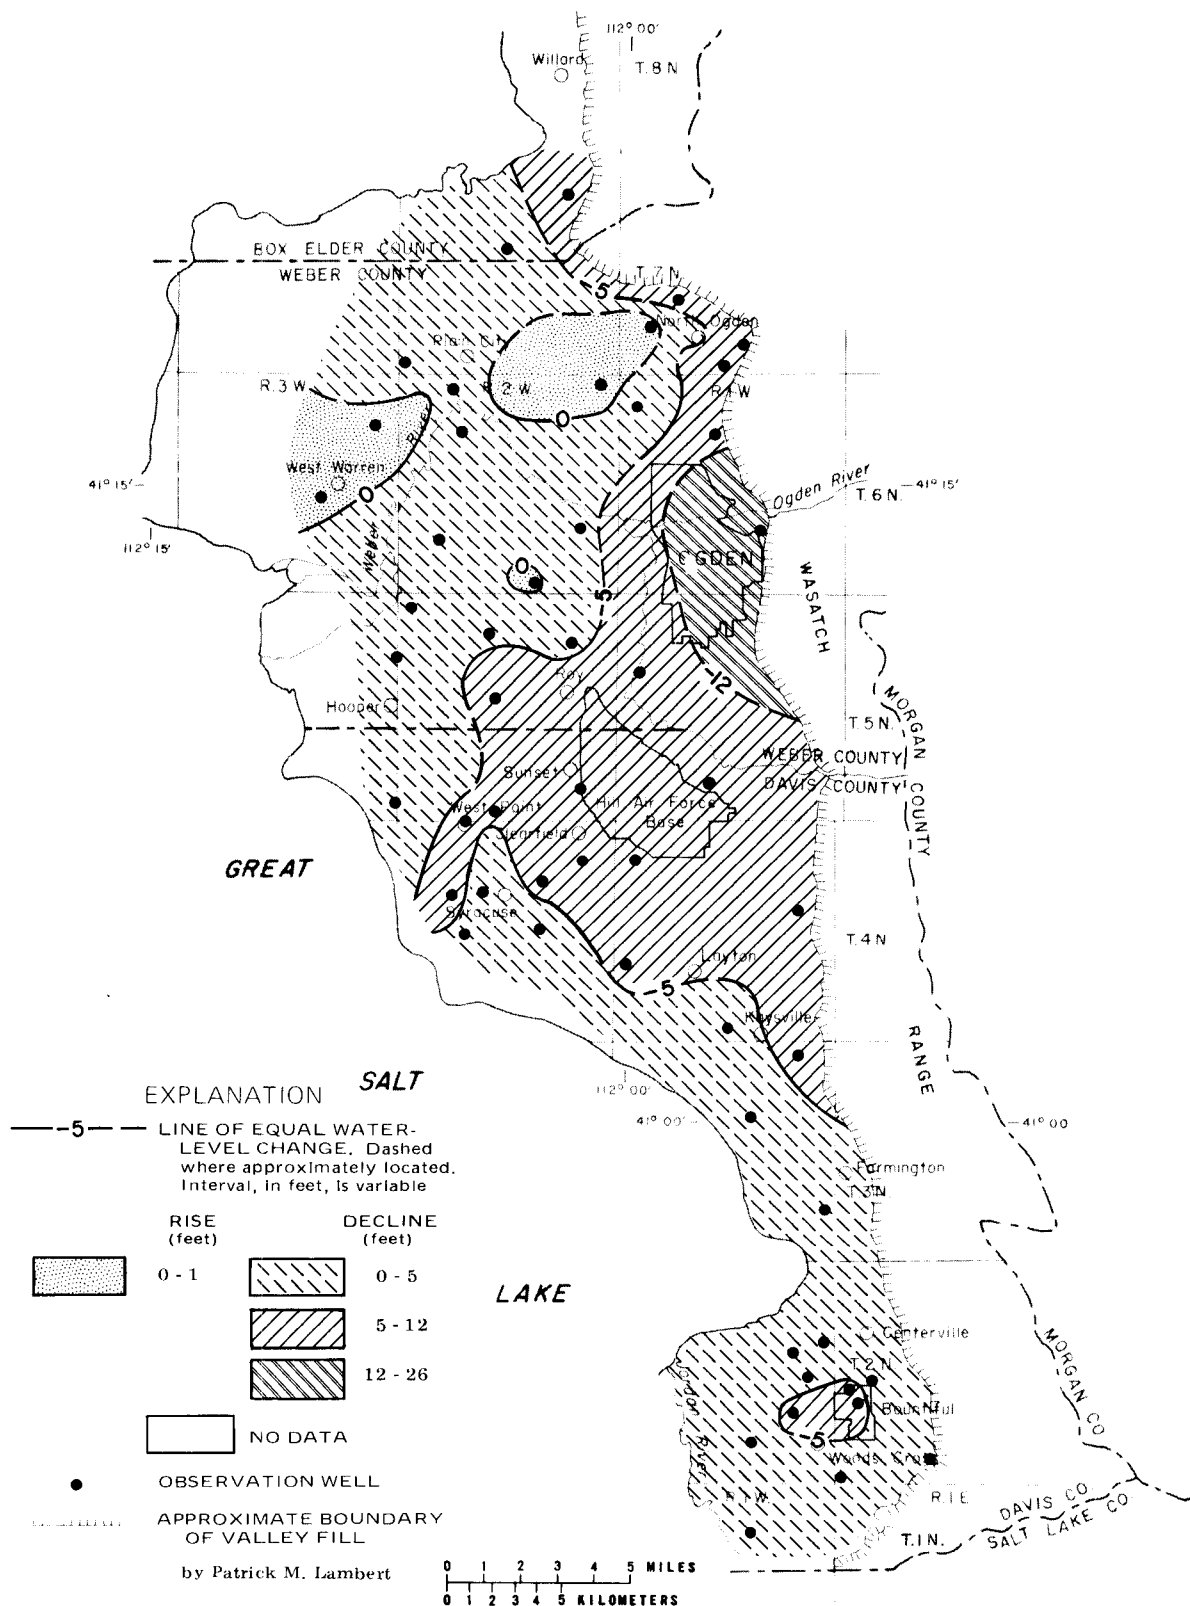 112° 00'
Willard
T. 8 N
BOX ELDER COUNTY
WEBER COUNTY
T. 7 N
-5
North Ogden
Plain City
R. 3 W
R. 2 W
R. 1 W
0
West Warren
41° 15'
0
Ogden River
41° 15'
T. 6 N.
112° 15'
Weber
River
OGDEN
0
-5
WASATCH
-12
Roy
Hooper
T. 5 N.
MORGAN COUNTY
WEBER COUNTY
DAVIS COUNTY
Sunset
West Point
Hill Air Force
Base
Clearfield
GREAT
Syracuse
T. 4 N
Layton
-5
Kaysville
RANGE
SALT
112° 00'
41° 00'
41° 00
EXPLANATION
-5
LINE OF EQUAL WATER-
LEVEL CHANGE. Dashed
where approximately located.
Interval, in feet, is variable
Farmington
T. 3 N.
RISE
(feet)
DECLINE
(feet)
0 - 1
0 - 5
LAKE
5 - 12
12 - 26
Centerville
T. 2 N
MORGAN CO
Jordan River
Bountiful
-5
NO DATA
Woods Cross
OBSERVATION WELL
R. 1 W.
R. 1 E
DAVIS CO.
SALT LAKE CO.
T. 1 N.
APPROXIMATE BOUNDARY
OF VALLEY FILL
by Patrick M. Lambert
0 1 2 3 4 5 MILES
0 1 2 3 4 5 KILOMETERS